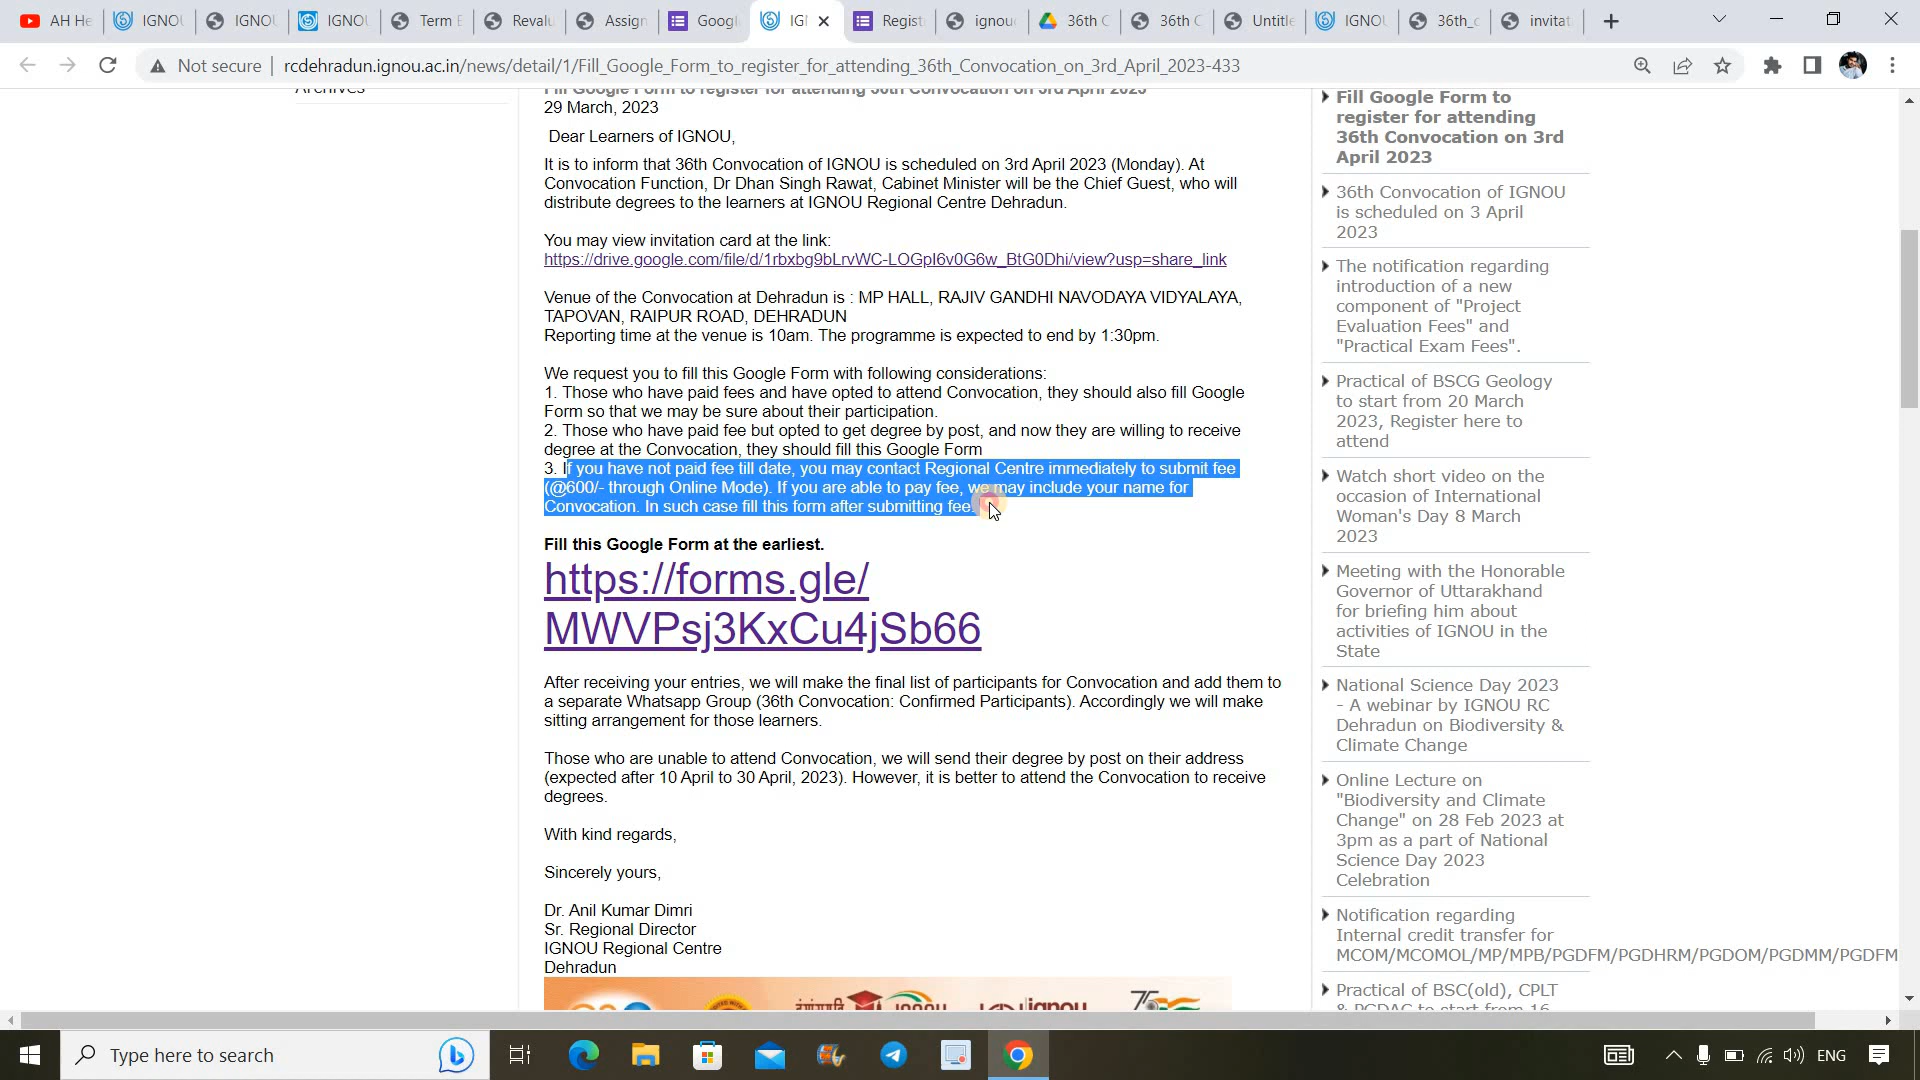 AH He
IGNOU
IGNOU
IGNOU
Term E
Revalu
Assign
Google
IGI
Registr
ignou
36th C
36th C
Untitle
IGNOU
36th_c
invitat
Not secure
rcdehradun.ignou.ac.in/news/detail/1/Fill_Google_Form_to_register_for_attending_36th_Convocation_on_3rd_April_2023-433
Archives
Fill Google Form to register for attending 36th Convocation on 3rd April 2023
29 March, 2023
Dear Learners of IGNOU,
It is to inform that 36th Convocation of IGNOU is scheduled on 3rd April 2023 (Monday). At
Convocation Function, Dr Dhan Singh Rawat, Cabinet Minister will be the Chief Guest, who will
distribute degrees to the learners at IGNOU Regional Centre Dehradun.
You may view invitation card at the link:
https://drive.google.com/file/d/1rbxbg9bLrvWC-LOGpI6v0G6w_BtG0Dhi/view?usp=share_link
Venue of the Convocation at Dehradun is : MP HALL, RAJIV GANDHI NAVODAYA VIDYALAYA,
TAPOVAN, RAIPUR ROAD, DEHRADUN
Reporting time at the venue is 10am. The programme is expected to end by 1:30pm.
We request you to fill this Google Form with following considerations:
1. Those who have paid fees and have opted to attend Convocation, they should also fill Google
Form so that we may be sure about their participation.
2. Those who have paid fee but opted to get degree by post, and now they are willing to receive
degree at the Convocation, they should fill this Google Form
3. If you have not paid fee till date, you may contact Regional Centre immediately to submit fee
(@600/- through Online Mode). If you are able to pay fee, we may include your name for
Convocation. In such case fill this form after submitting fee.
Fill this Google Form at the earliest.
https://forms.gle/
MWVPsj3KxCu4jSb66
After receiving your entries, we will make the final list of participants for Convocation and add them to
a separate Whatsapp Group (36th Convocation: Confirmed Participants). Accordingly we will make
sitting arrangement for those learners.
Those who are unable to attend Convocation, we will send their degree by post on their address
(expected after 10 April to 30 April, 2023). However, it is better to attend the Convocation to receive
degrees.
With kind regards,
Sincerely yours,
Dr. Anil Kumar Dimri
Sr. Regional Director
IGNOU Regional Centre
Dehradun
Fill Google Form to
register for attending
36th Convocation on 3rd
April 2023
36th Convocation of IGNOU
is scheduled on 3 April
2023
The notification regarding
introduction of a new
component of "Project
Evaluation Fees" and
"Practical Exam Fees".
Practical of BSCG Geology
to start from 20 March
2023, Register here to
attend
Watch short video on the
occasion of International
Woman's Day 8 March
2023
Meeting with the Honorable
Governor of Uttarakhand
for briefing him about
activities of IGNOU in the
State
National Science Day 2023
- A webinar by IGNOU RC
Dehradun on Biodiversity &
Climate Change
Online Lecture on
"Biodiversity and Climate
Change" on 28 Feb 2023 at
3pm as a part of National
Science Day 2023
Celebration
Notification regarding
Internal credit transfer for
MCOM/MCOMOL/MP/MPB/PGDFM/PGDHRM/PGDOM/PGDMM/PGDFM
Practical of BSC(old), CPLT
& PGDAC to start from 16
Type here to search
ENG